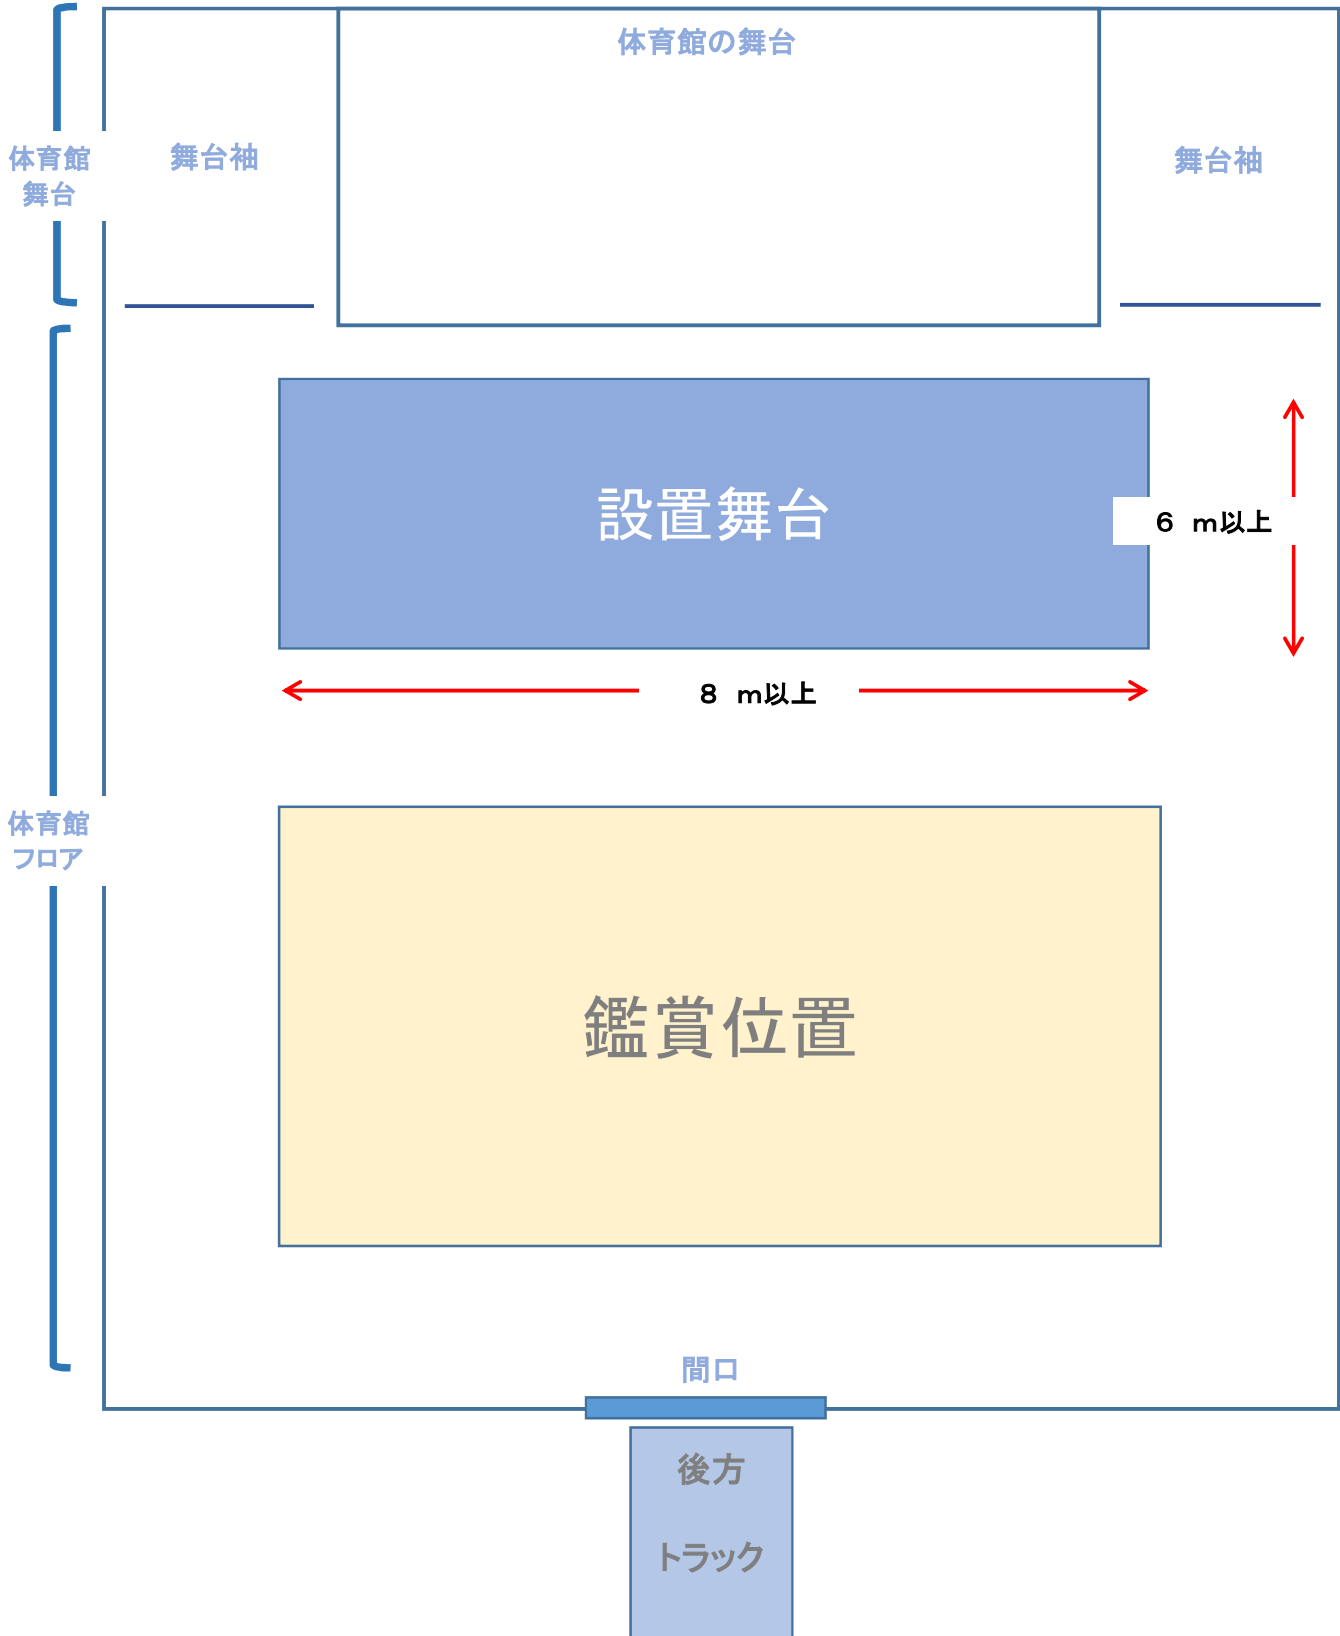 体育館の舞台
体育館
舞台
舞台袖
舞台袖
設置舞台
６　ｍ以上
８　ｍ以上
体育館
フロア
鑑賞位置
間口
後方
トラック